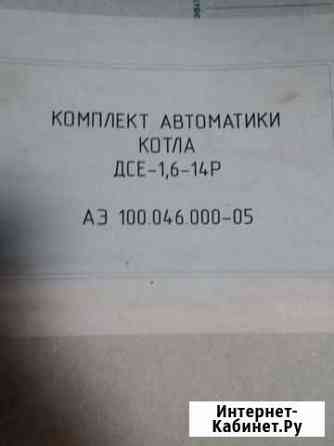 КОМПЛЕКТ АВТОМАТИКИ
КОТЛА
ДСЕ-1,6-14Р
АЭ 100.046.000-05
Интернет-
Кабинет.Ру